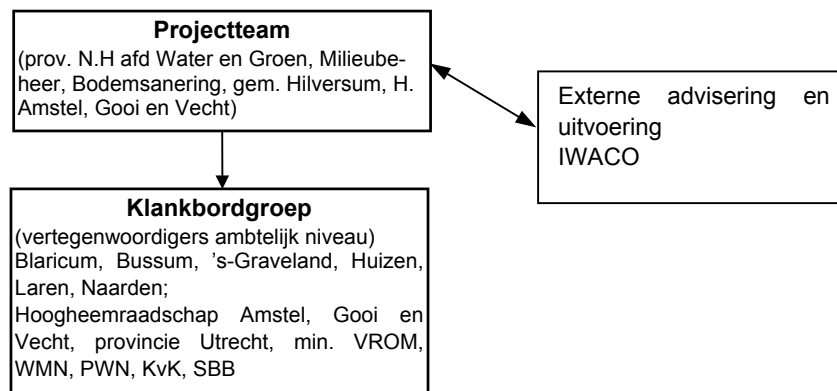 Projectteam
(prov. N.H afd Water en Groen, Milieube-
heer, Bodemsanering, gem. Hilversum, H.
Amstel, Gooi en Vecht)
Externe advisering en
uitvoering
IWACO
Klankbordgroep
(vertegenwoordigers ambtelijk niveau)
Blaricum, Bussum, ’s-Graveland, Huizen,
Laren, Naarden;
Hoogheemraadschap Amstel, Gooi en
Vecht, provincie Utrecht, min. VROM,
WMN, PWN, KvK, SBB